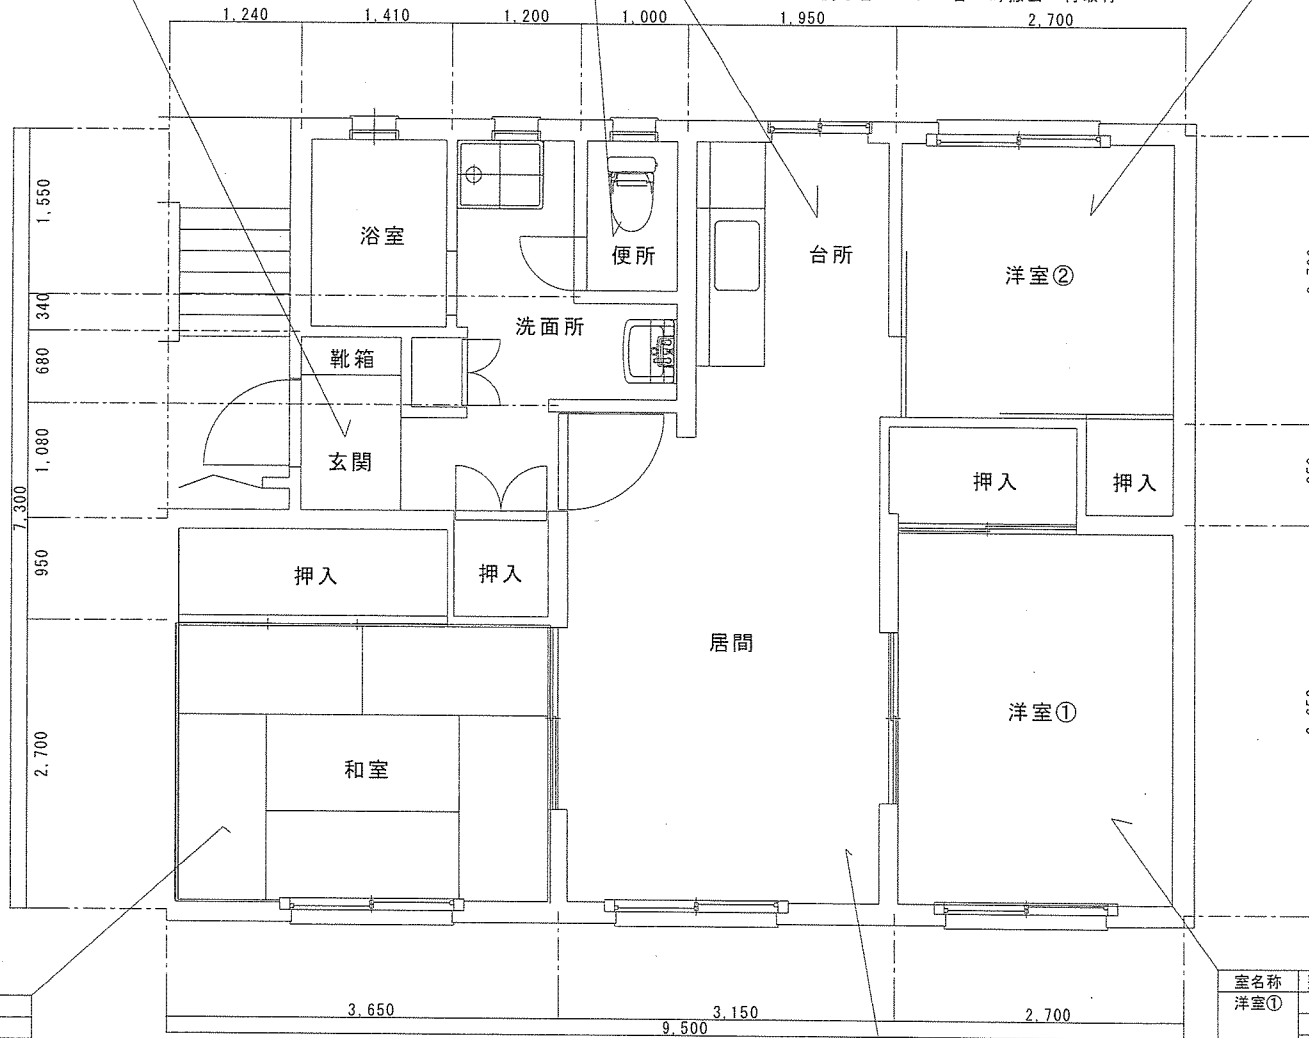 1,240
1,410
1,200
1,000
1,950
2,700
1,550
340
680
1,080
950
2,700
7,300
浴室
便所
台所
洋室②
洗面所
靴箱
玄関
押入
押入
押入
押入
居間
洋室①
和室
3,650
3,150
2,700
9,500
室名称
洋室①